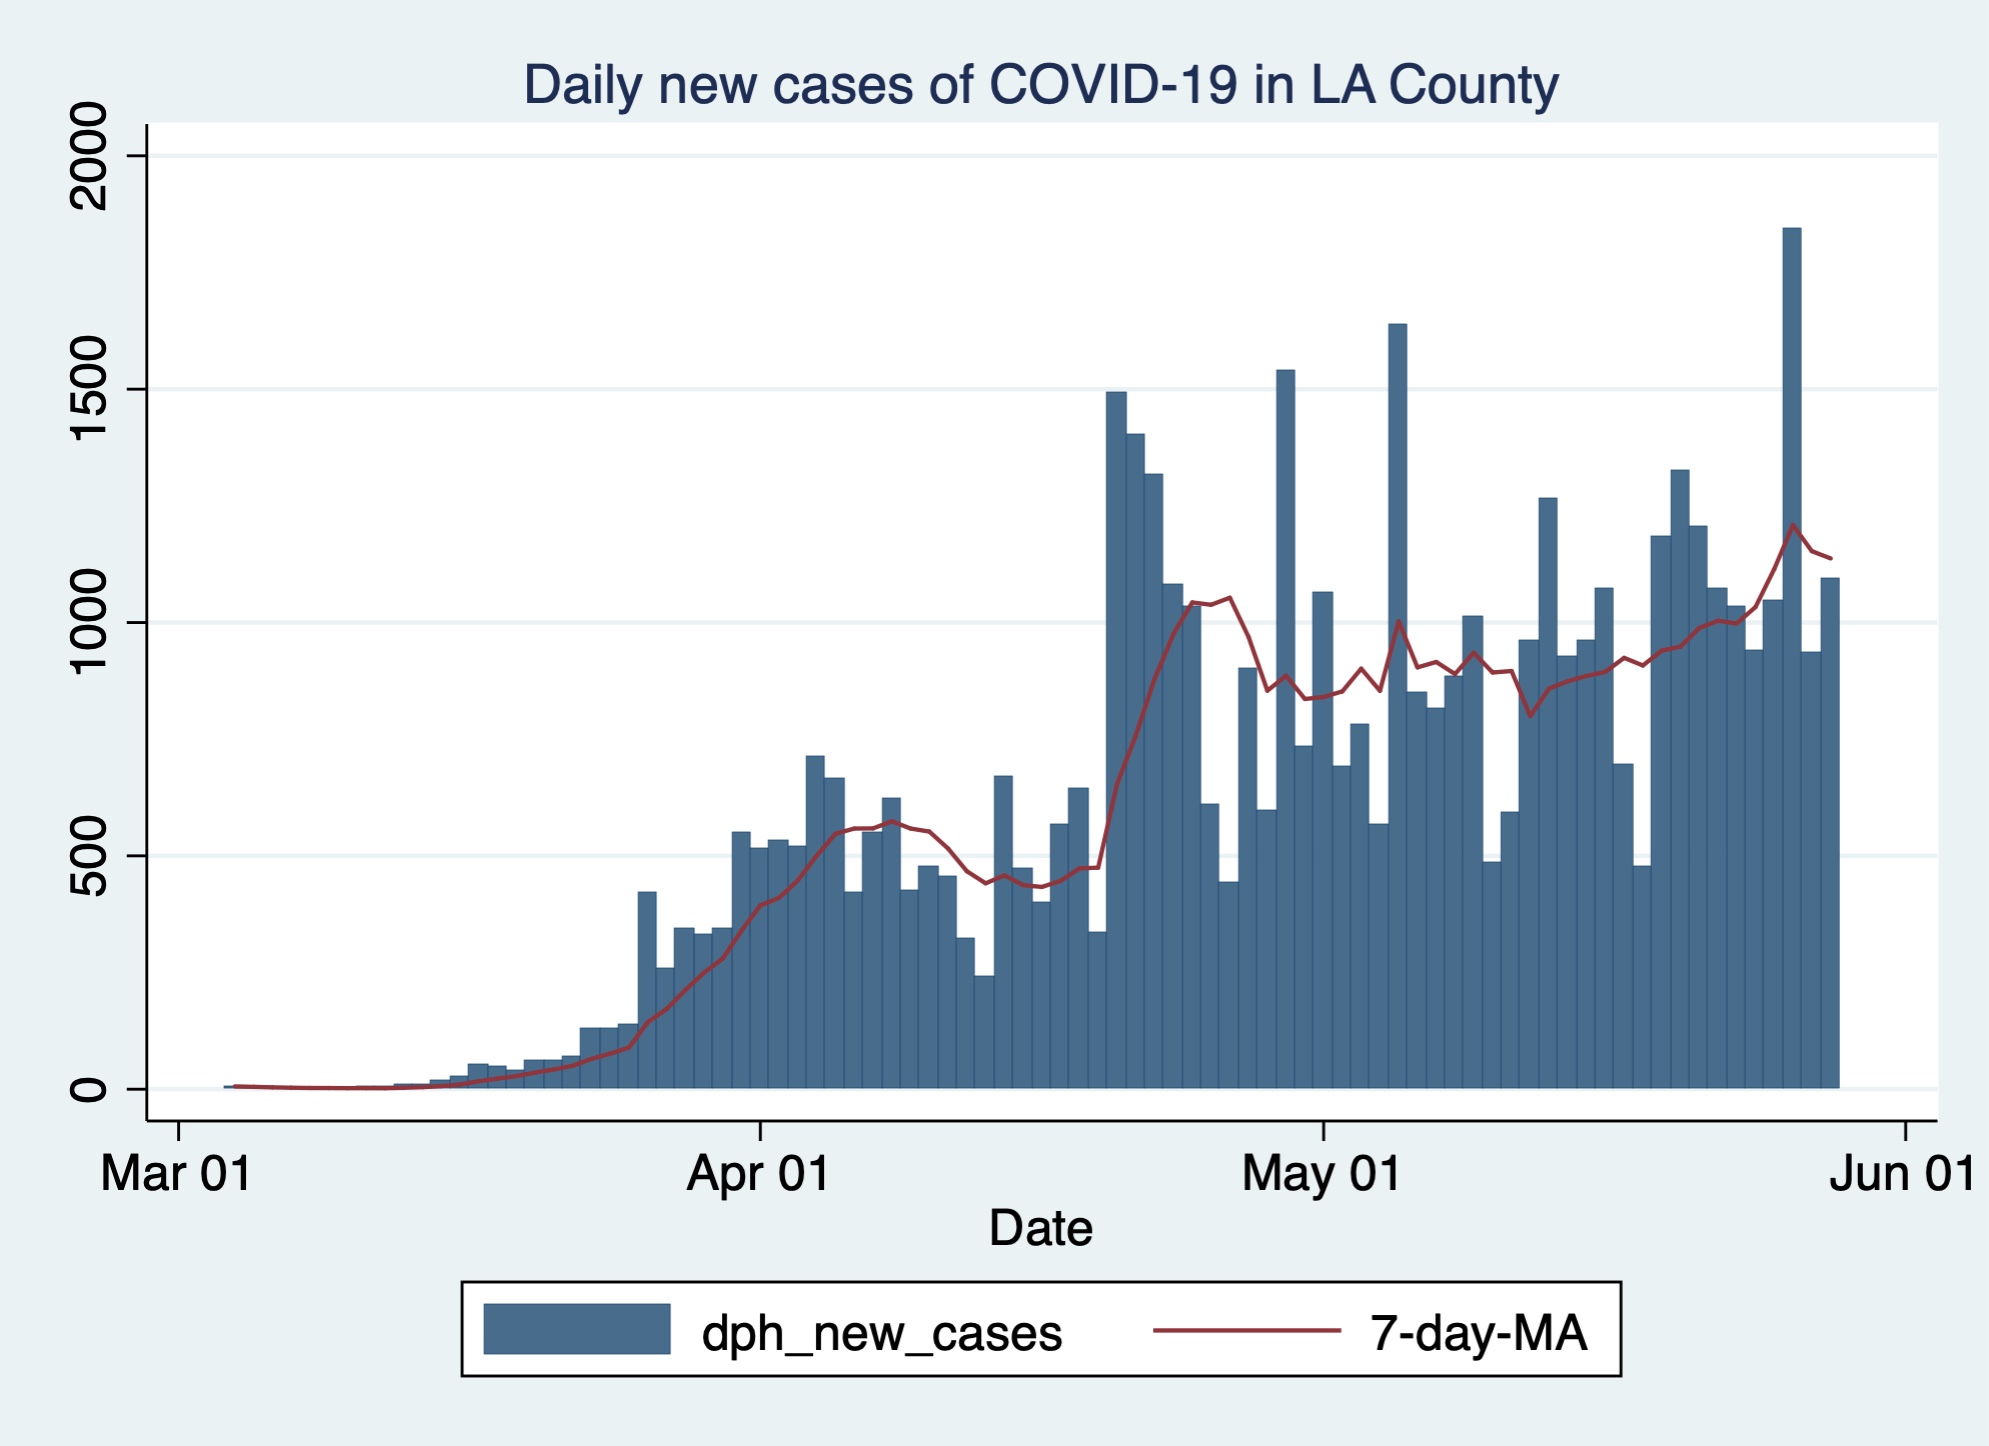 Daily new cases of COVID-19 in LA County
2000
1500
1000
500
0
Mar 01 Apr 01 May 01 Jun 01
Date
dph_new_cases 7-day-MA